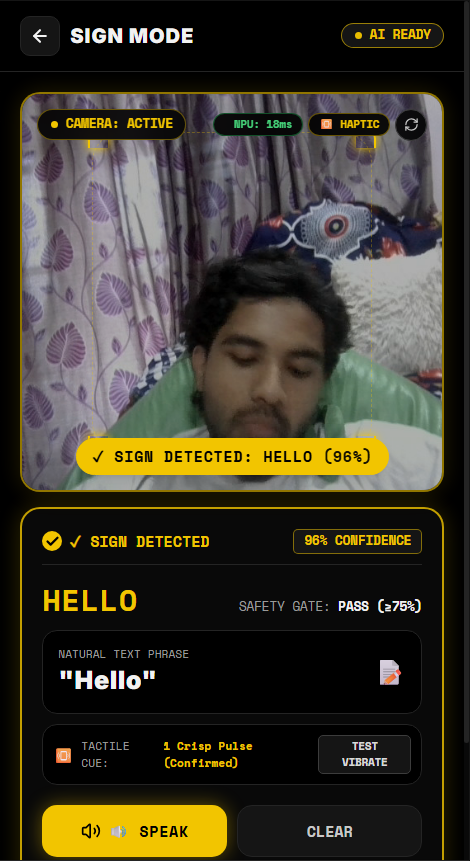 SIGN MODE
AI READY
CAMERA: ACTIVE
NPU: 18ms
HAPTIC
✓ SIGN DETECTED: HELLO (96%)
✓ SIGN DETECTED
96% CONFIDENCE
HELLO
SAFETY GATE: PASS (≥75%)
NATURAL TEXT PHRASE
"Hello"
TACTILE
CUE:
1 Crisp Pulse
(Confirmed)
TEST
VIBRATE
SPEAK
CLEAR